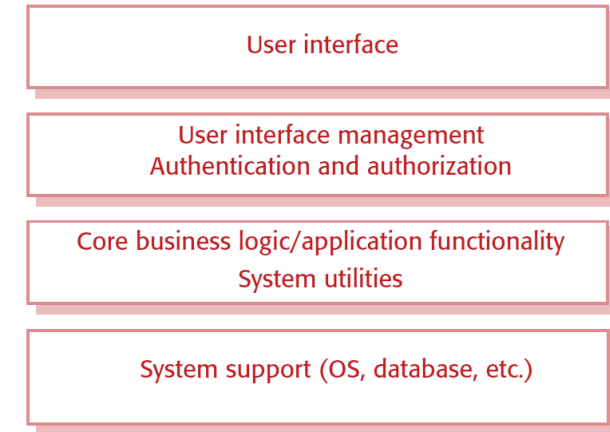 User interface
User interface management
Authentication and authorization
Core business logic/application functionality
System utilities
System support (OS, database, etc.)